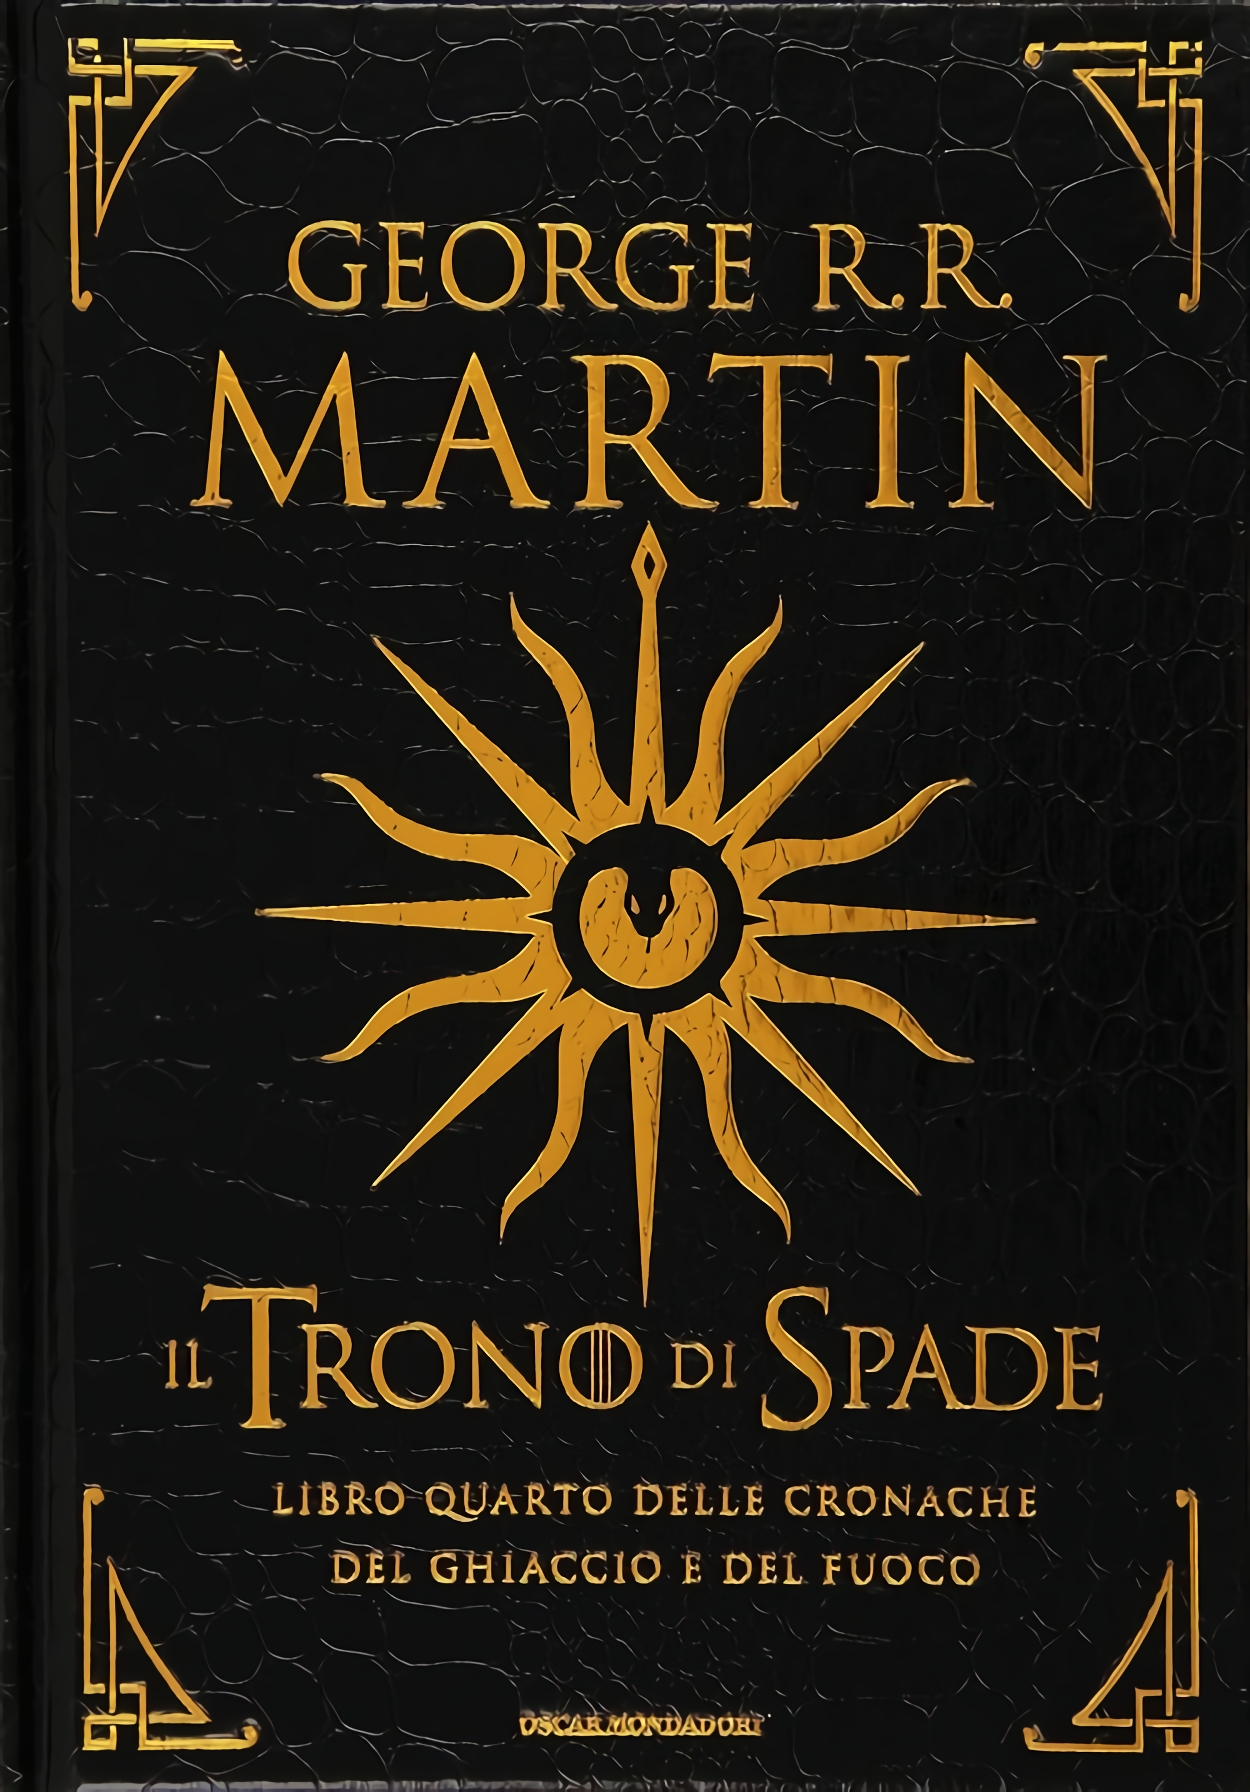 GEORGE R.R.
MARTIN
IL TRONO DI SPADE
LIBRO QUARTO DELLE CRONACHE
DEL GHIACCIO E DEL FUOCO
OSCAR MONDADORI